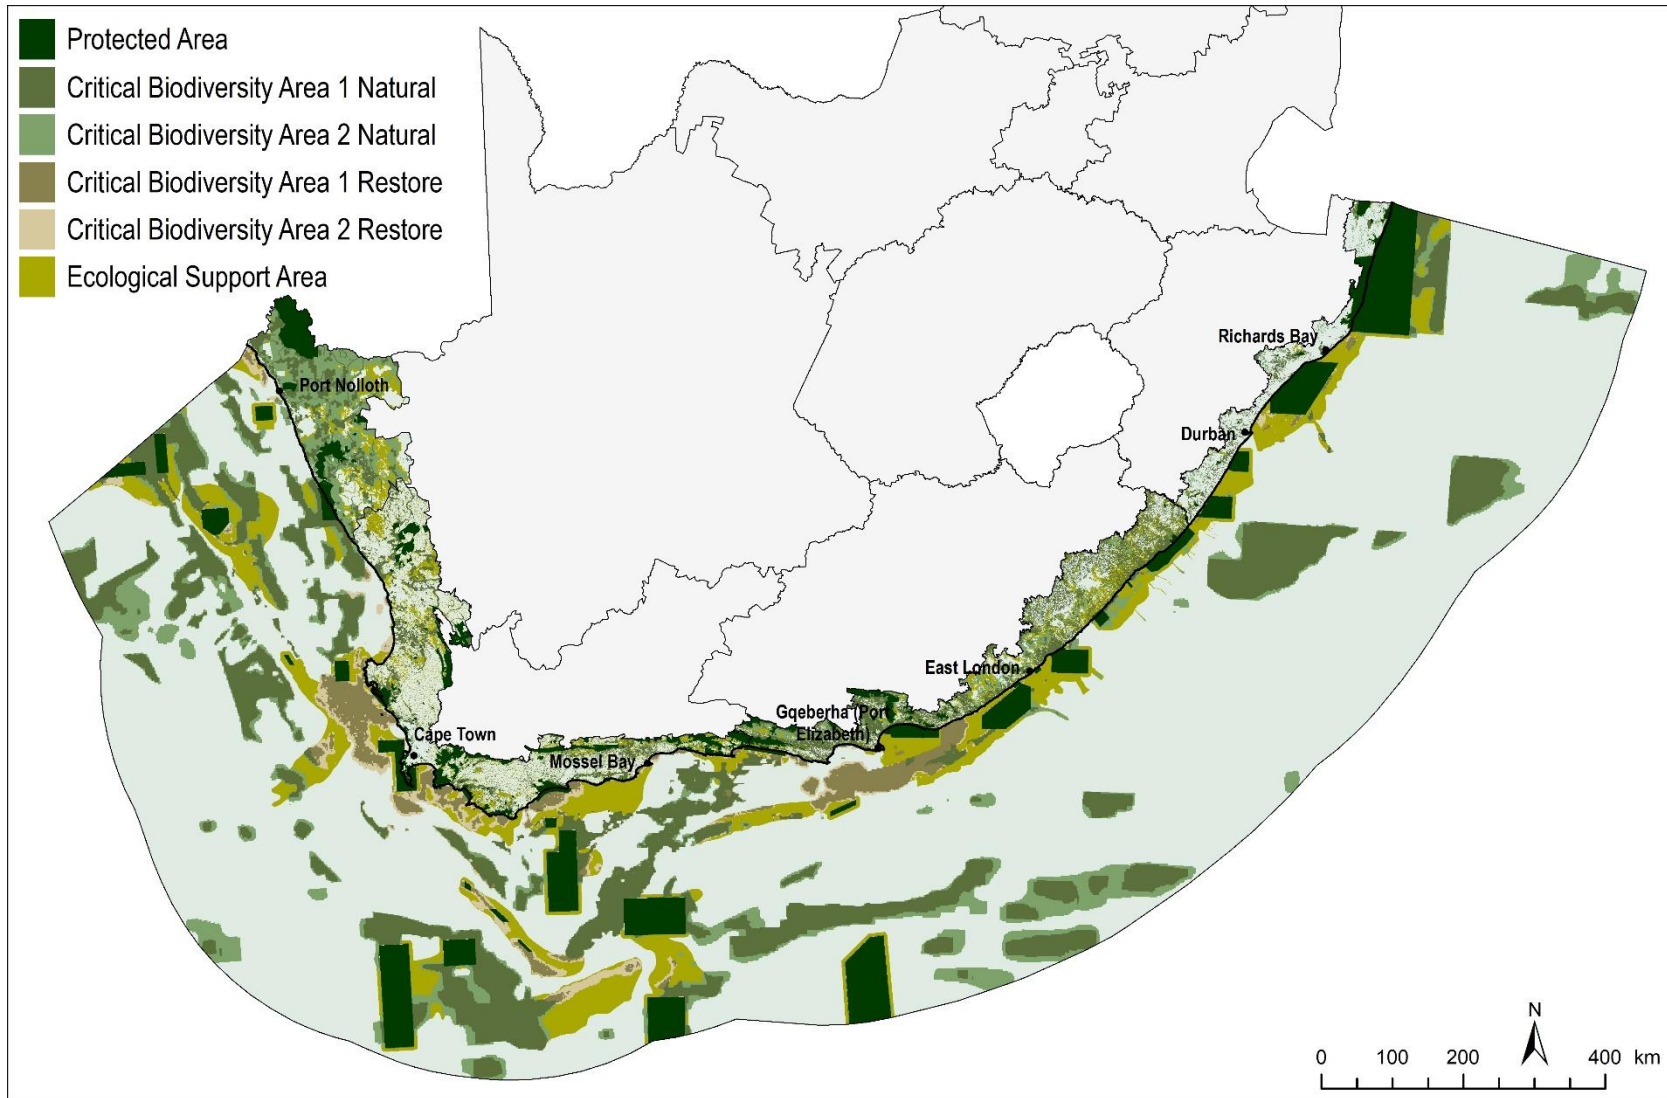 Protected Area
Critical Biodiversity Area 1 Natural
Critical Biodiversity Area 2 Natural
Critical Biodiversity Area 1 Restore
Critical Biodiversity Area 2 Restore
Ecological Support Area
Richards Bay
Port Nolloth
Durban
East London
Gqeberha (Port
Elizabeth)
Cape Town
Mossel Bay
N
0 100 200 400 km